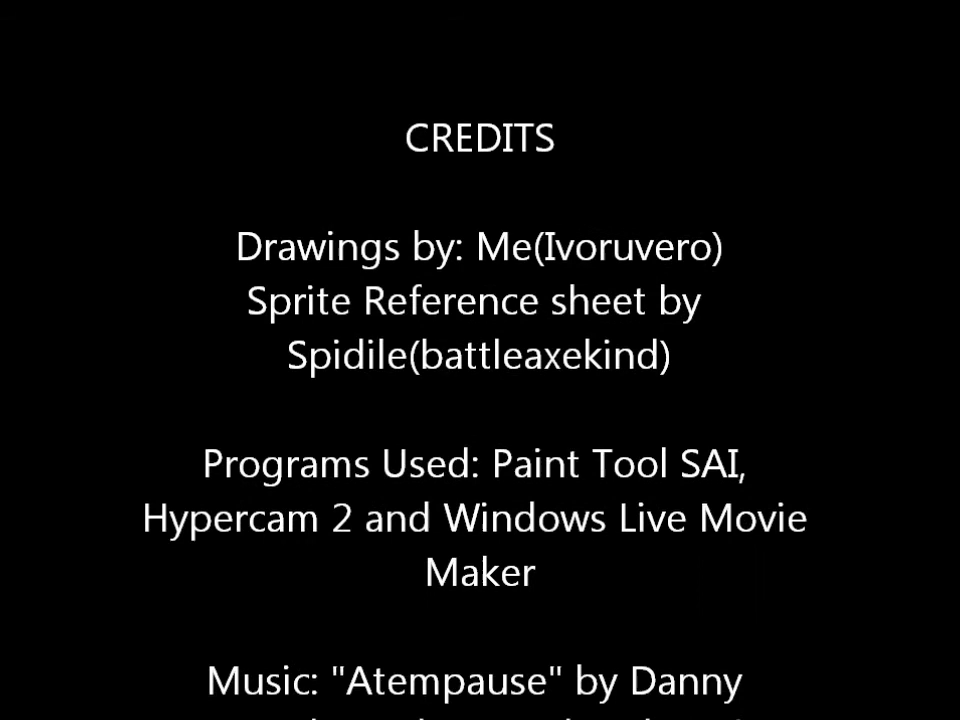 CREDITS
Drawings by: Me(Ivoruvero)
Sprite Reference sheet by
Spidile(battleaxekind)
Programs Used: Paint Tool SAI,
Hypercam 2 and Windows Live Movie
Maker
Music: "Atempause" by Danny